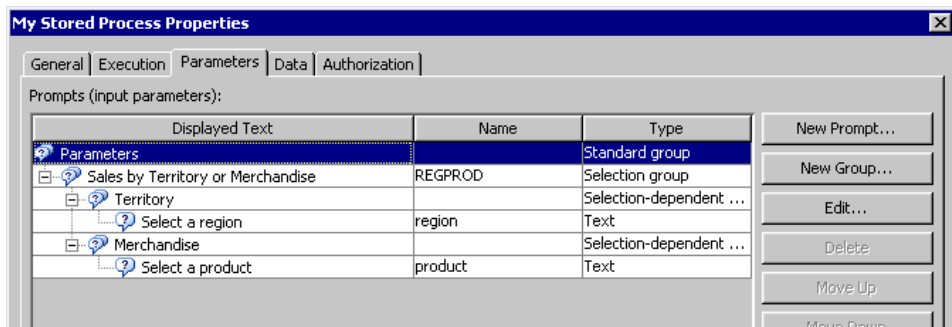 My Stored Process Properties
General Execution Parameters Data Authorization
Prompts (input parameters):
Displayed Text Name Type New Prompt...
Parameters Standard group
Sales by Territory or Merchandise REGPROD Selection group New Group...
Territory Selection-dependent ...
Select a region region Text Edit...
Merchandise Selection-dependent ... Delete
Select a product product Text
Move Up
Move Down